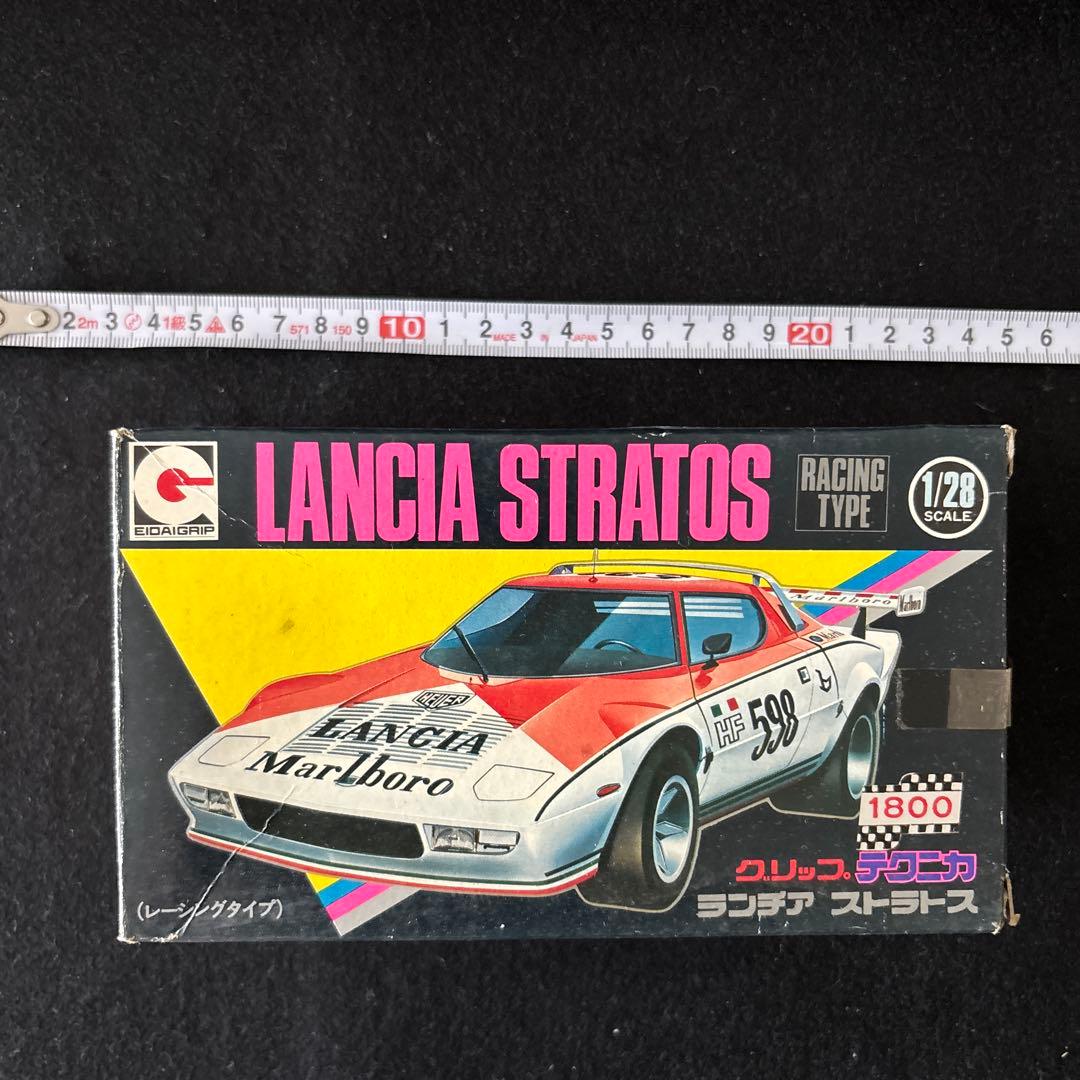 2 2m 3 4 1級 5 6 7 571 8 150 9 10 1 2 MADE 3 IN 4 JAPAN 5 6 7 8 9 20 1 2 3 4 5 6
EIDAIGRIP
LANCIA STRATOS
RACING
TYPE
1/28
SCALE
Marlboro
Marlboro
HEUER
LANCIA
Marlboro
HF
598
1800
グリップ テクニカ
ランチア ストラトス
(レーシングタイプ)